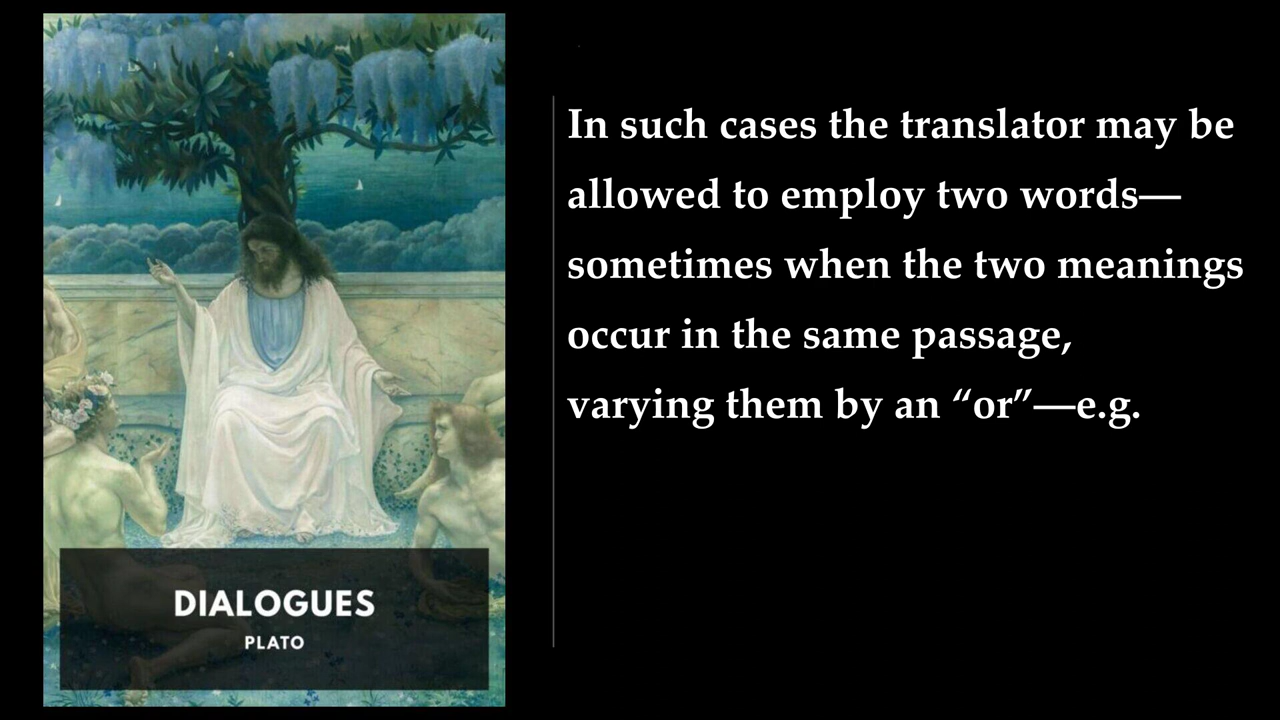 In such cases the translator may be
allowed to employ two words—
sometimes when the two meanings
occur in the same passage,
varying them by an “or”—e.g.
DIALOGUES
PLATO